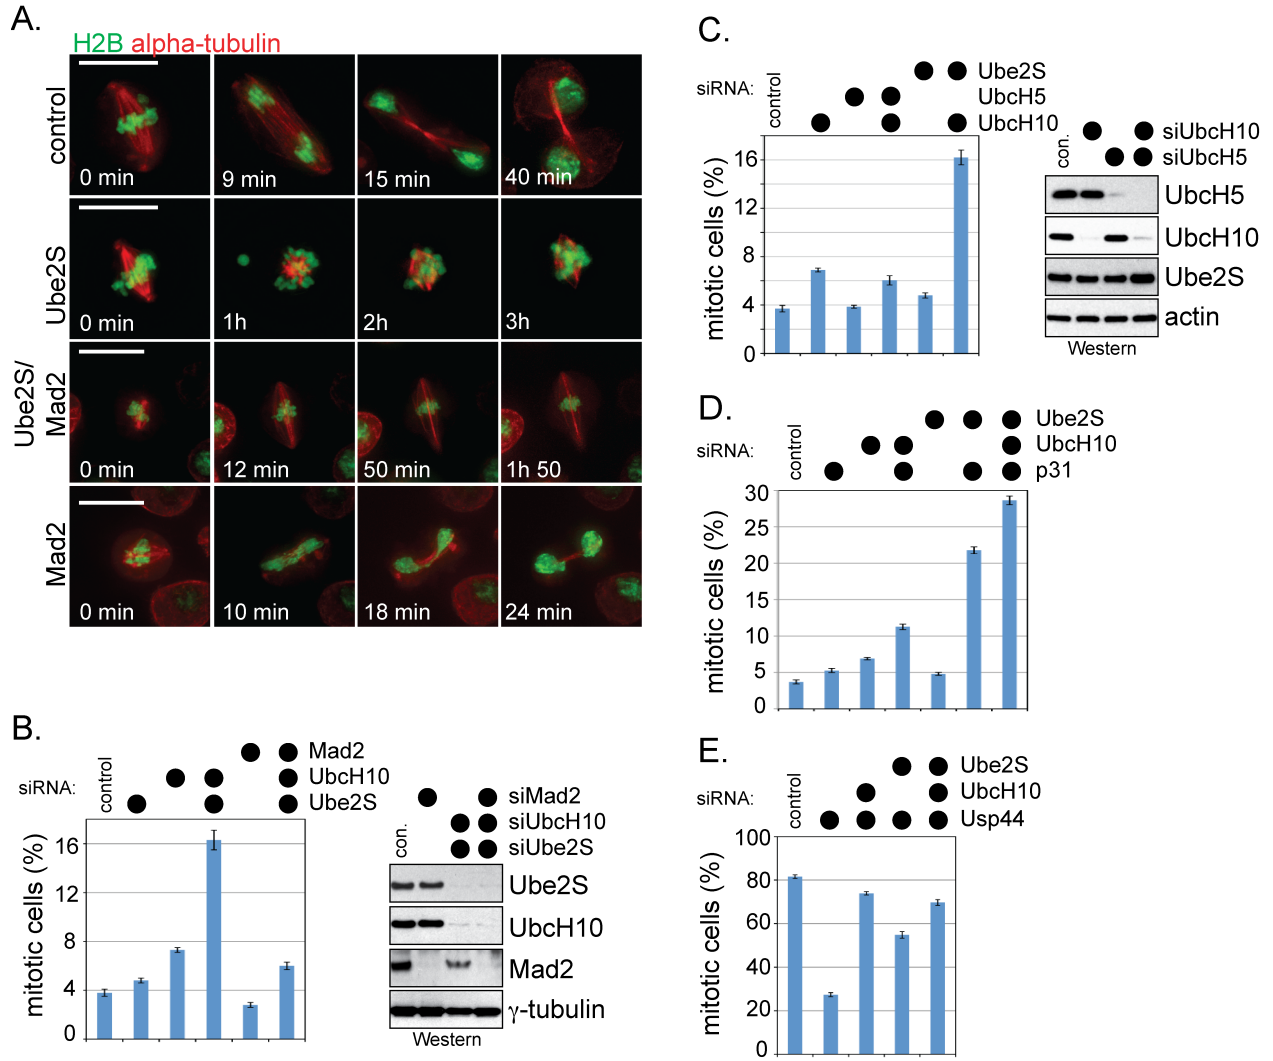 A.
H2B alpha-tubulin
control
0 min
9 min
15 min
40 min
Ube2S
0 min
1h
2h
3h
Ube2S/
Mad2
0 min
12 min
50 min
1h 50
Mad2
0 min
10 min
18 min
24 min
B.
siRNA:
control
Mad2
UbcH10
Ube2S
mitotic cells (%)
16
12
8
4
0
con.
siMad2
siUbcH10
siUbe2S
Ube2S
UbcH10
Mad2
γ-tubulin
Western
C.
siRNA:
control
Ube2S
UbcH5
UbcH10
mitotic cells (%)
16
12
8
4
0
con.
siUbcH10
siUbcH5
UbcH5
UbcH10
Ube2S
actin
Western
D.
siRNA:
control
Ube2S
UbcH10
p31
mitotic cells (%)
30
25
20
15
10
5
0
E.
siRNA:
control
Ube2S
UbcH10
Usp44
mitotic cells (%)
100
80
60
40
20
0